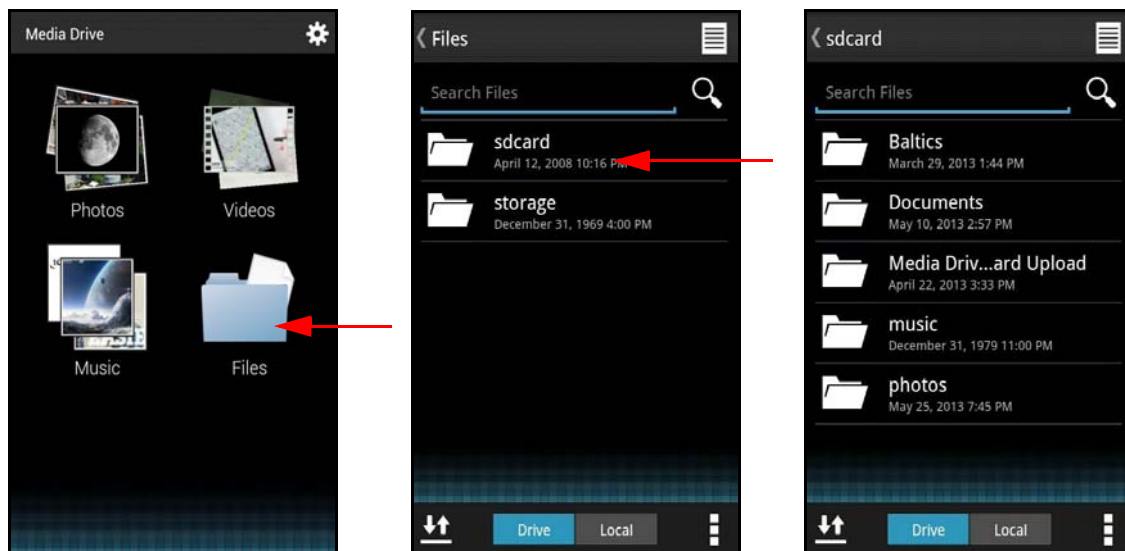 Media Drive
Photos
Videos
Music
Files
Files
Search Files
sdcard
April 12, 2008 10:16 PM
storage
December 31, 1969 4:00 PM
Drive
Local
sdcard
Search Files
Baltics
March 29, 2013 1:44 PM
Documents
May 10, 2013 2:57 PM
Media Driv...ard Upload
April 22, 2013 3:33 PM
music
December 31, 1979 11:00 PM
photos
May 25, 2013 7:45 PM
Drive
Local